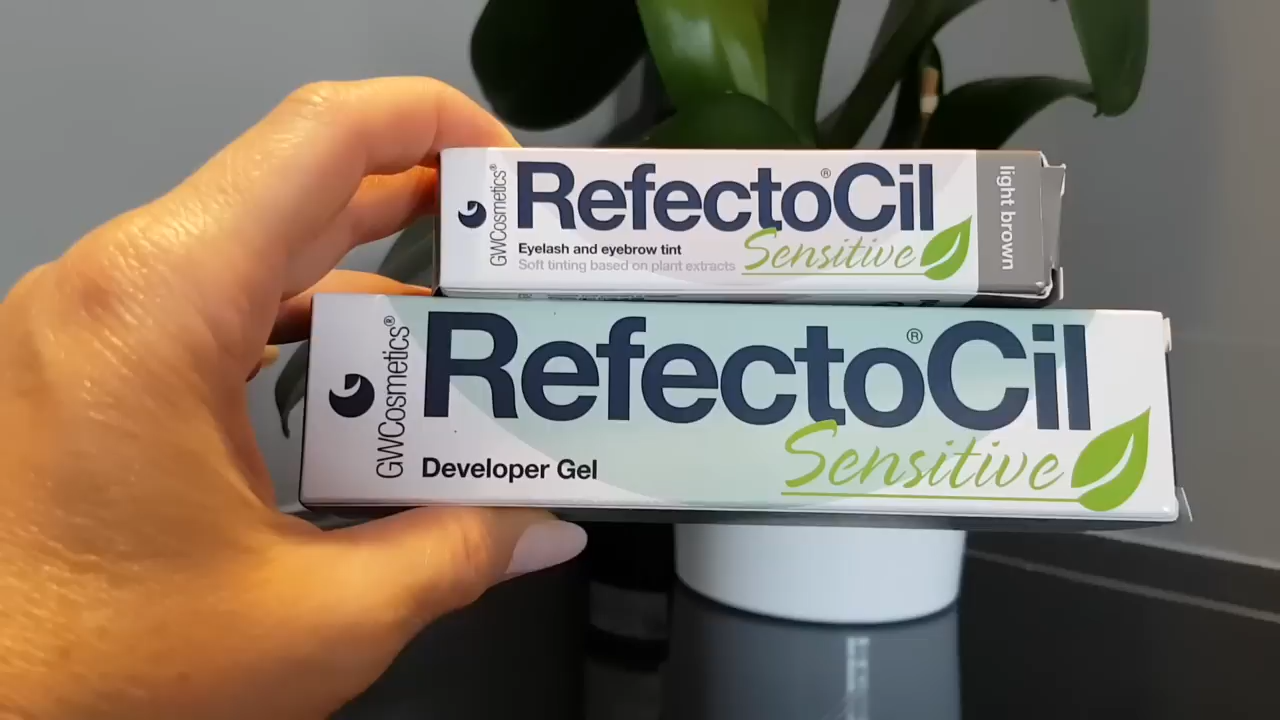 GWCosmetics®
RefectoCil®
Eyelash and eyebrow tint
Soft tinting based on plant extracts
Sensitive
light brown
GWCosmetics®
RefectoCil®
Sensitive
Developer Gel